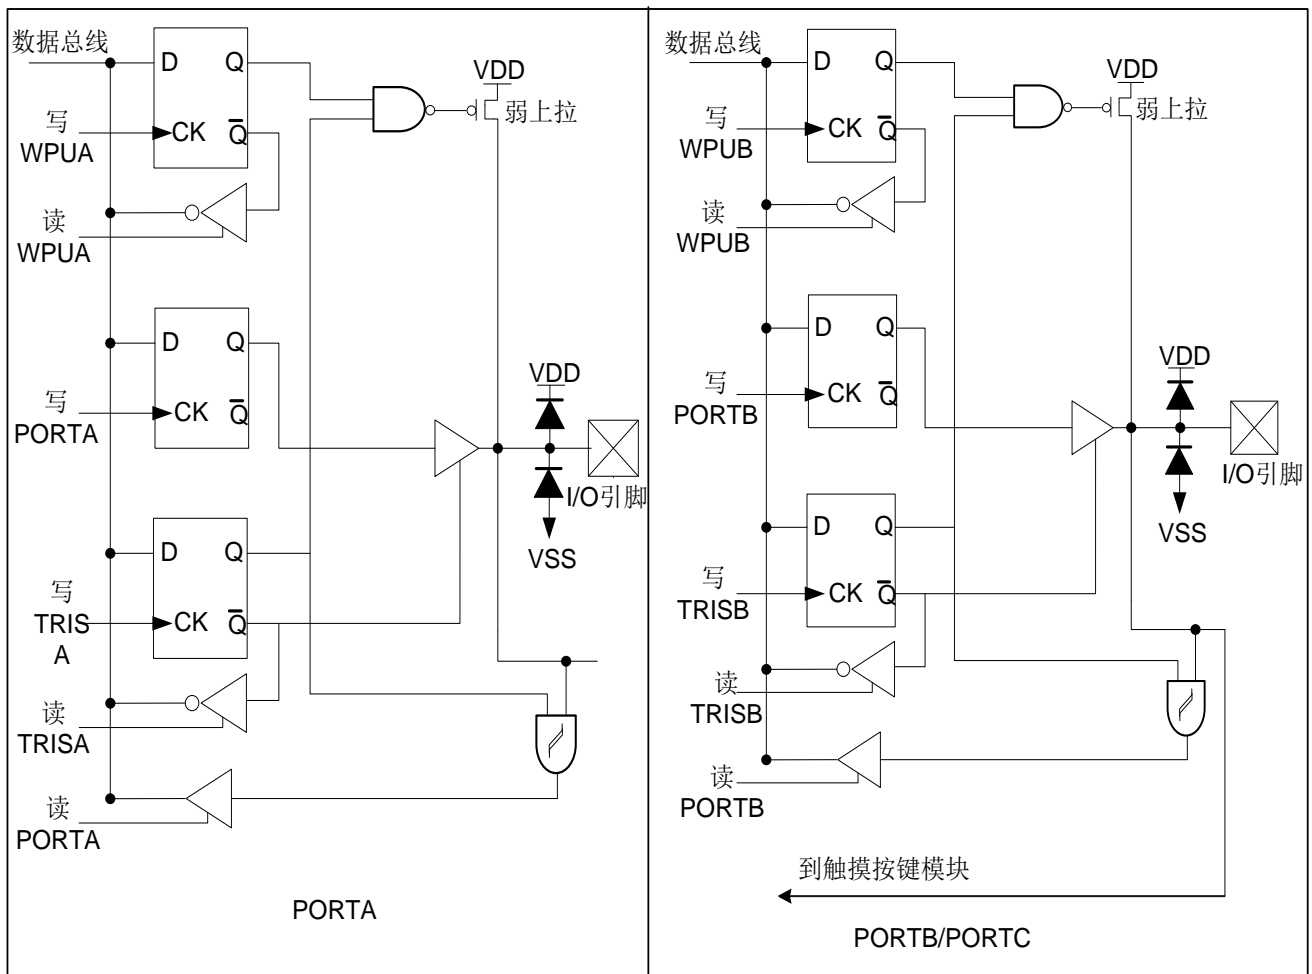 数据总线
D Q
VDD
弱上拉
写
WPUA
CK Q
读
WPUA
D Q
写
PORTA
CK Q
VDD
I/O引脚
VSS
D Q
写
TRIS
A
CK Q
读
TRISA
读
PORTA
PORTA
数据总线
D Q
VDD
弱上拉
写
WPUB
CK Q
读
WPUB
D Q
写
PORTB
CK Q
VDD
I/O引脚
VSS
D Q
写
TRISB
CK Q
读
TRISB
读
PORTB
到触摸按键模块
PORTB/PORTC